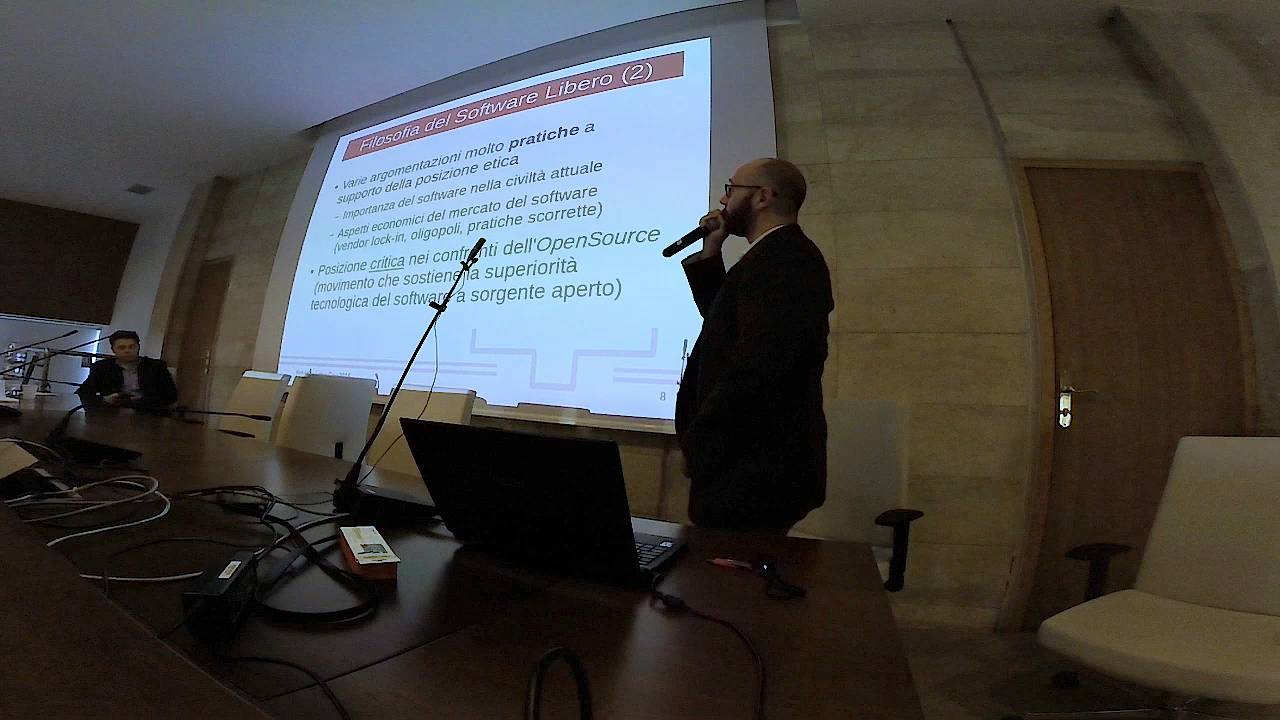 Filosofia del Software Libero (2)
• Varie argomentazioni molto pratiche a
supporto della posizione etica
– Importanza del software nella civiltà attuale
– Aspetti economici del mercato del software
(vendor lock-in, oligopoli, pratiche scorrette)
• Posizione critica nei confronti dell'OpenSource
(movimento che sostiene la superiorità
tecnologica del software a sorgente aperto)
8